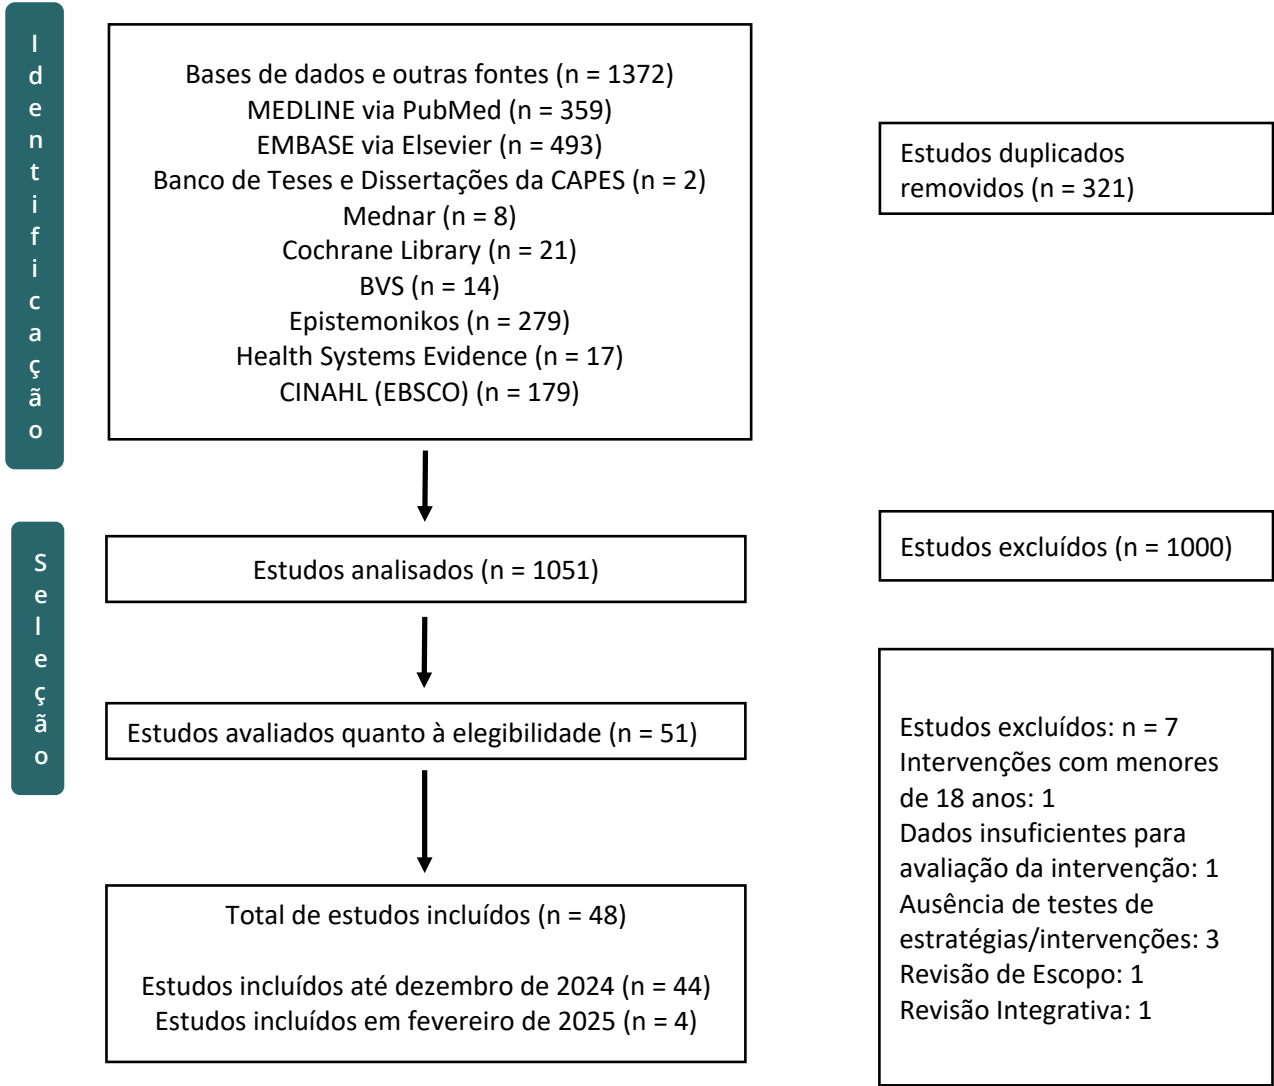 Identificação
Bases de dados e outras fontes (n = 1372)
MEDLINE via PubMed (n = 359)
EMBASE via Elsevier (n = 493)
Banco de Teses e Dissertações da CAPES (n = 2)
Mednar (n = 8)
Cochrane Library (n = 21)
BVS (n = 14)
Epistemonikos (n = 279)
Health Systems Evidence (n = 17)
CINAHL (EBSCO) (n = 179)
Estudos duplicados
removidos (n = 321)
Seleção
Estudos analisados (n = 1051)
Estudos excluídos (n = 1000)
Estudos avaliados quanto à elegibilidade (n = 51)
Estudos excluídos: n = 7
Intervenções com menores
de 18 anos: 1
Dados insuficientes para
avaliação da intervenção: 1
Ausência de testes de
estratégias/intervenções: 3
Revisão de Escopo: 1
Revisão Integrativa: 1
Total de estudos incluídos (n = 48)
Estudos incluídos até dezembro de 2024 (n = 44)
Estudos incluídos em fevereiro de 2025 (n = 4)